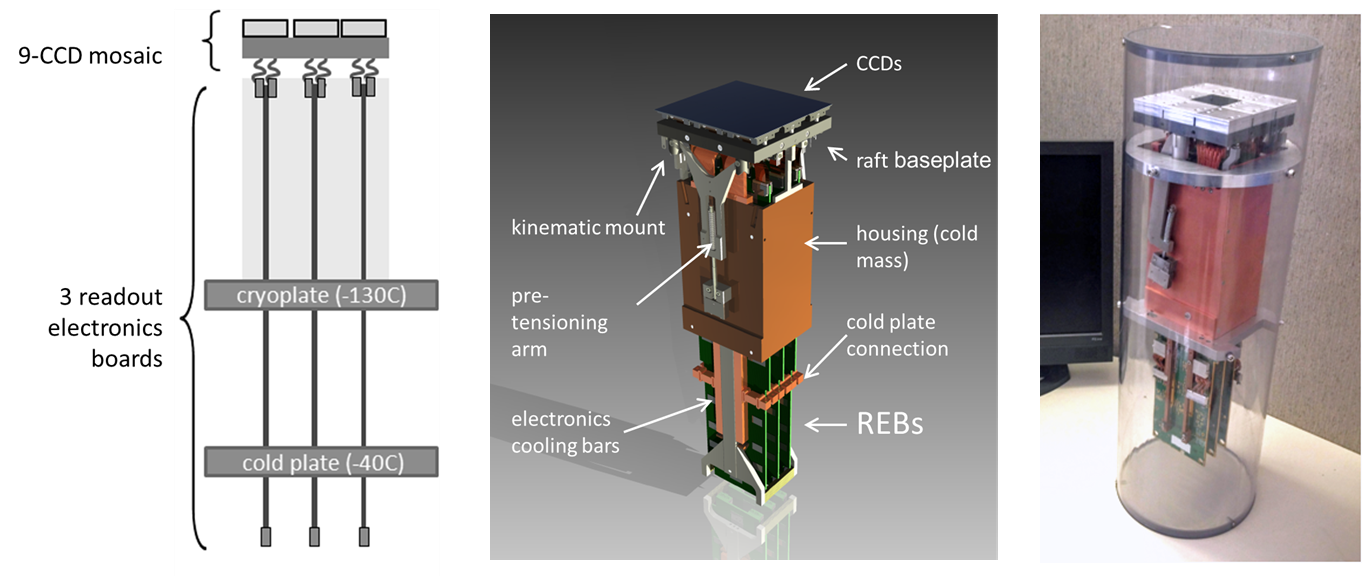 9-CCD mosaic
3 readout
electronics
boards
cryoplate (-130C)
cold plate (-40C)
CCDs
raft baseplate
kinematic mount
housing (cold
mass)
pre-
tensioning
arm
cold plate
connection
electronics
cooling bars
REBs